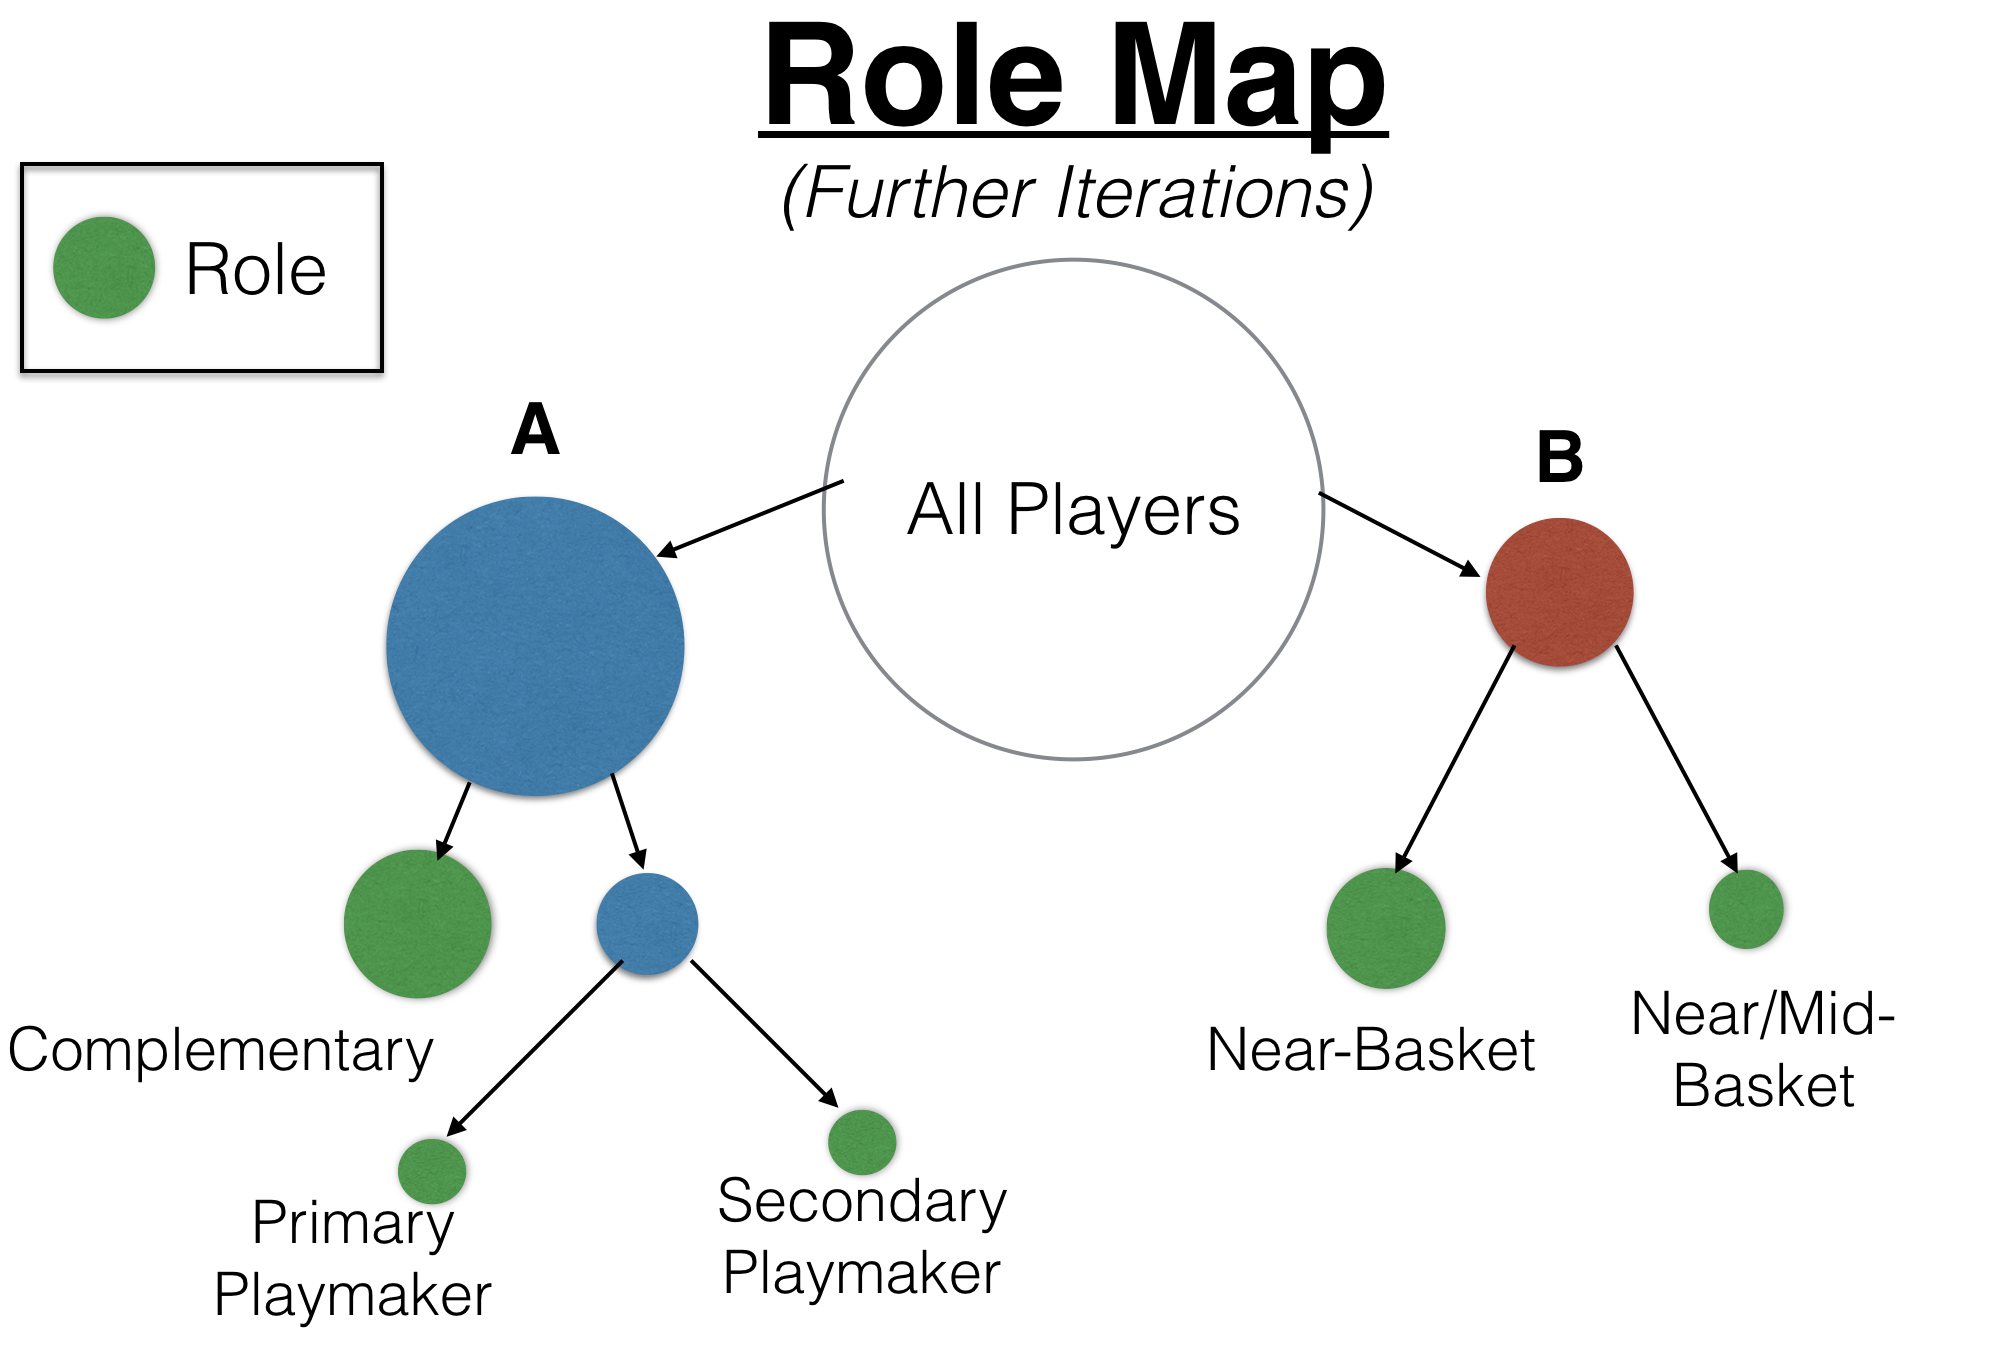 Role Map
(Further Iterations)
Role
A
All Players
B
Complementary
Near-Basket
Near/Mid-
Basket
Primary
Playmaker
Secondary
Playmaker